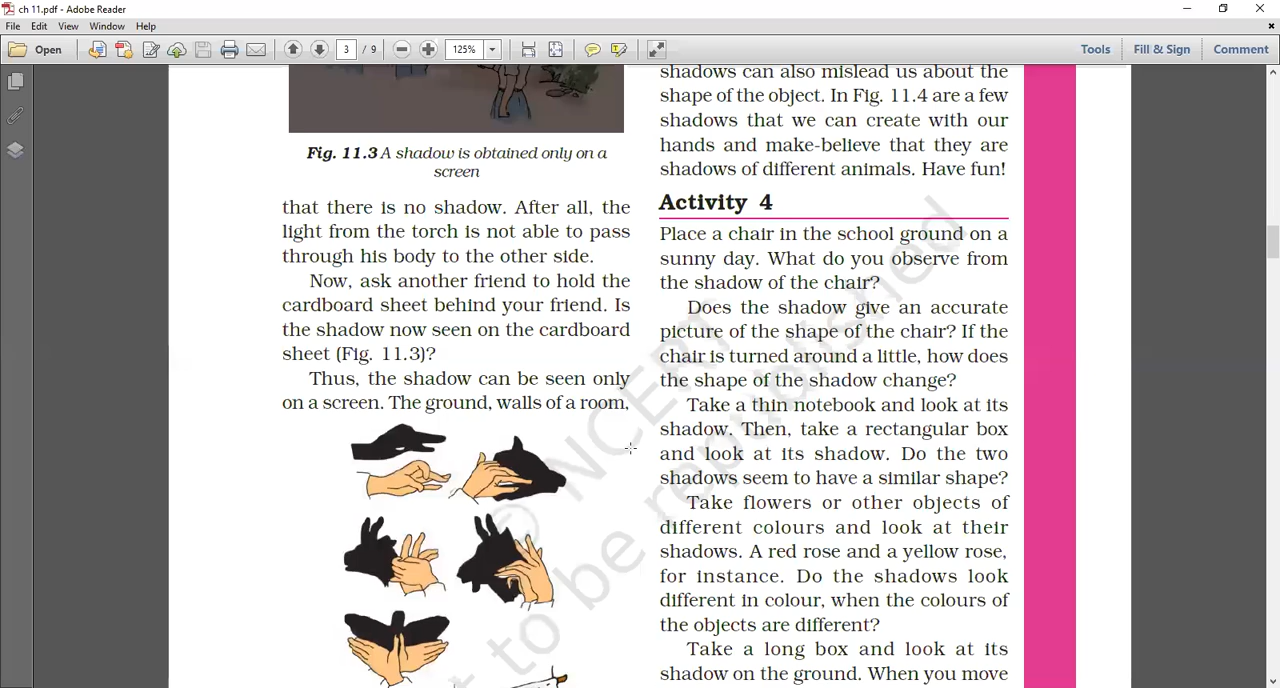 ch 11.pdf - Adobe Reader
File Edit View Window Help
Open 3 / 9 125% Tools Fill & Sign Comment
Fig. 11.3 A shadow is obtained only on a
screen
that there is no shadow. After all, the
light from the torch is not able to pass
through his body to the other side.
Now, ask another friend to hold the
cardboard sheet behind your friend. Is
the shadow now seen on the cardboard
sheet (Fig. 11.3)?
Thus, the shadow can be seen only
on a screen. The ground, walls of a room,
shadows can also mislead us about the
shape of the object. In Fig. 11.4 are a few
shadows that we can create with our
hands and make-believe that they are
shadows of different animals. Have fun!
Activity 4
Place a chair in the school ground on a
sunny day. What do you observe from
the shadow of the chair?
Does the shadow give an accurate
picture of the shape of the chair? If the
chair is turned around a little, how does
the shape of the shadow change?
Take a thin notebook and look at its
shadow. Then, take a rectangular box
and look at its shadow. Do the two
shadows seem to have a similar shape?
Take flowers or other objects of
different colours and look at their
shadows. A red rose and a yellow rose,
for instance. Do the shadows look
different in colour, when the colours of
the objects are different?
Take a long box and look at its
shadow on the ground. When you move
© NCERT
t to be republished